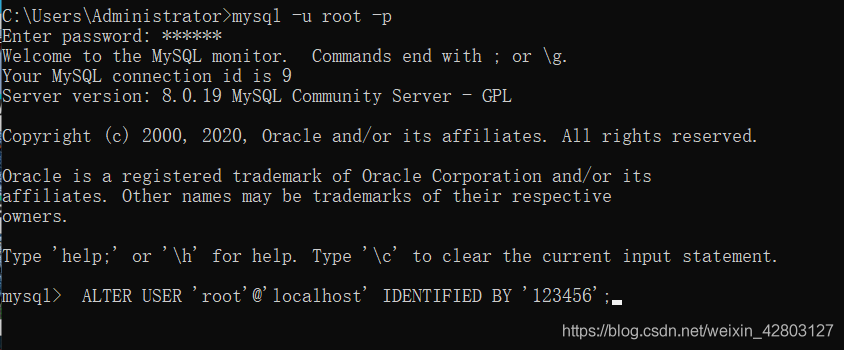 C:\Users\Administrator>mysql -u root -p
Enter password: ******
Welcome to the MySQL monitor.  Commands end with ; or \g.
Your MySQL connection id is 9
Server version: 8.0.19 MySQL Community Server - GPL
Copyright (c) 2000, 2020, Oracle and/or its affiliates. All rights reserved.
Oracle is a registered trademark of Oracle Corporation and/or its
affiliates. Other names may be trademarks of their respective
owners.
Type 'help;' or '\h' for help. Type '\c' to clear the current input statement.
mysql>  ALTER USER 'root'@'localhost' IDENTIFIED BY '123456';
https://blog.csdn.net/weixin_42803127